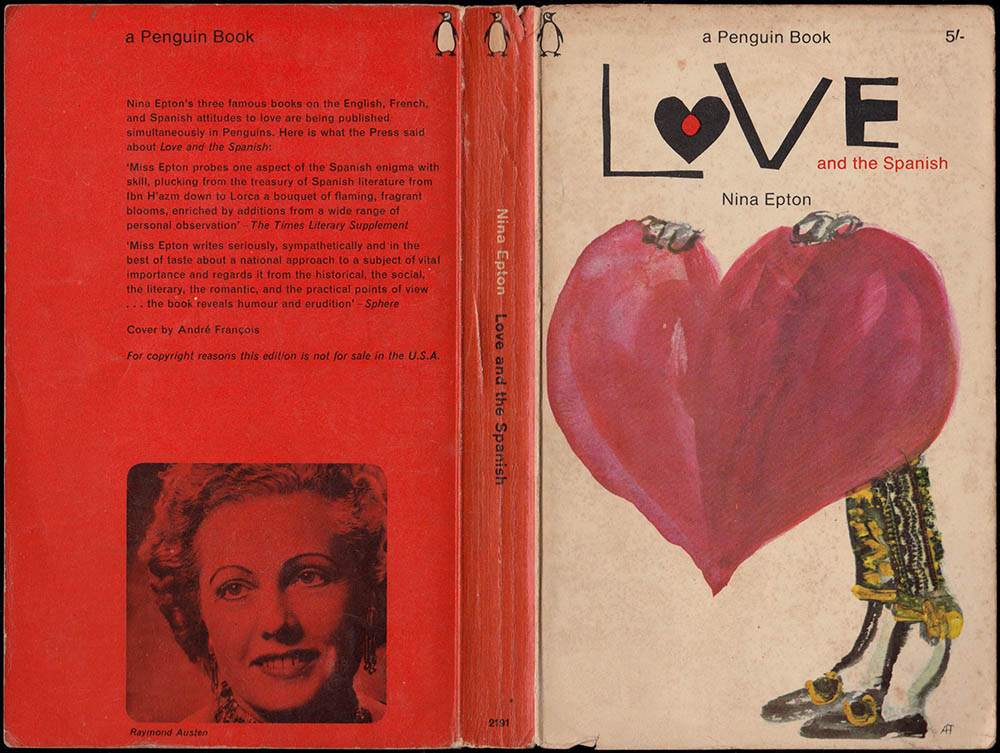 a Penguin Book
Nina Epton's three famous books on the English, French,
and Spanish attitudes to love are being published
simultaneously in Penguins. Here is what the Press said
about Love and the Spanish:
'Miss Epton probes one aspect of the Spanish enigma with
skill, plucking from the treasury of Spanish literature from
Ibn H'azm down to Lorca a bouquet of flaming, fragrant
blooms, enriched by additions from a wide range of
personal observation' – The Times Literary Supplement
'Miss Epton writes seriously, sympathetically and in the
best of taste about a national approach to a subject of vital
importance and regards it from the historical, the social,
the literary, the romantic, and the practical points of view
. . . the book reveals humour and erudition' – Sphere
Cover by André François
For copyright reasons this edition is not for sale in the U.S.A.
Raymond Austen
Nina Epton Love and the Spanish
2191
a Penguin Book
5/-
LOVE
and the Spanish
Nina Epton
AF